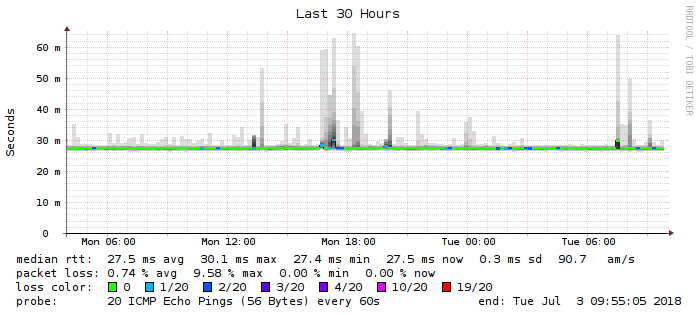 Last 30 Hours
RRDTOOL / TOBI OETIKER
Seconds
60 m
50 m
40 m
30 m
20 m
10 m
0
Mon 06:00 Mon 12:00 Mon 18:00 Tue 00:00 Tue 06:00
median rtt: 27.5 ms avg 30.1 ms max 27.4 ms min 27.5 ms now 0.3 ms sd 90.7 am/s
packet loss: 0.74 % avg 9.58 % max 0.00 % min 0.00 % now
loss color: 0 1/20 2/20 3/20 4/20 10/20 19/20
probe: 20 ICMP Echo Pings (56 Bytes) every 60s end: Tue Jul 3 09:55:05 2018